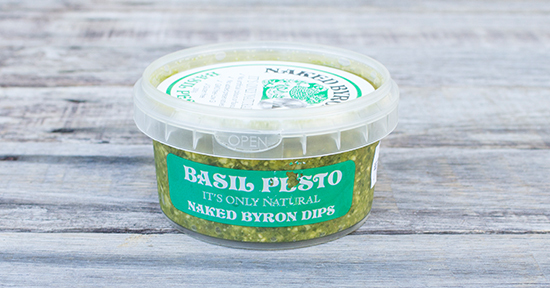 NAKED BYRON
OPEN
BASIL PESTO
IT'S ONLY NATURAL
NAKED BYRON DIPS